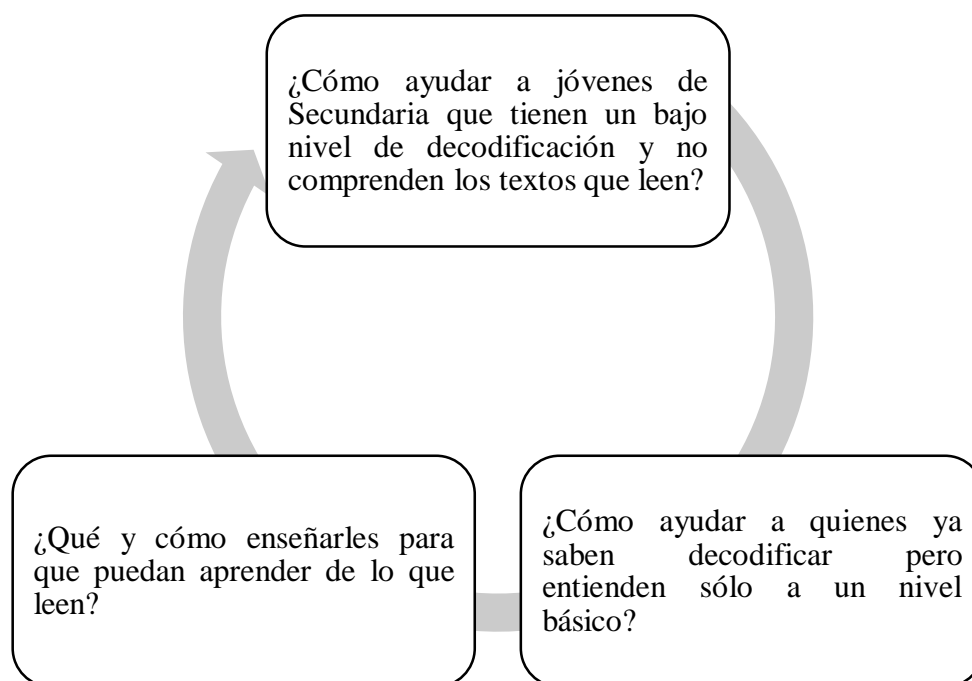 ¿Cómo ayudar a jóvenes de
Secundaria que tienen un bajo
nivel de decodificación y no
comprenden los textos que leen?
¿Cómo ayudar a quienes ya
saben decodificar pero
entienden sólo a un nivel
básico?
¿Qué y cómo enseñarles para
que puedan aprender de lo que
leen?